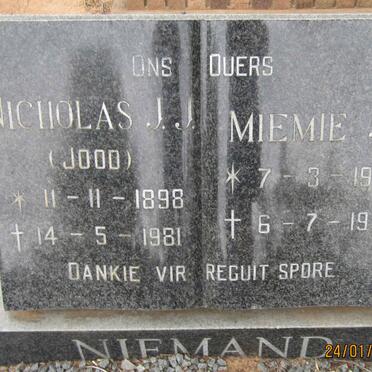 ONS OUERS
NICHOLAS J.J.
(JOOD)
* 11-11-1898
† 14-5-1981
MIEMIE
* 7-3-19
† 6-7-19
DANKIE VIR REGUIT SPORE.
NIEMAND
24/01/